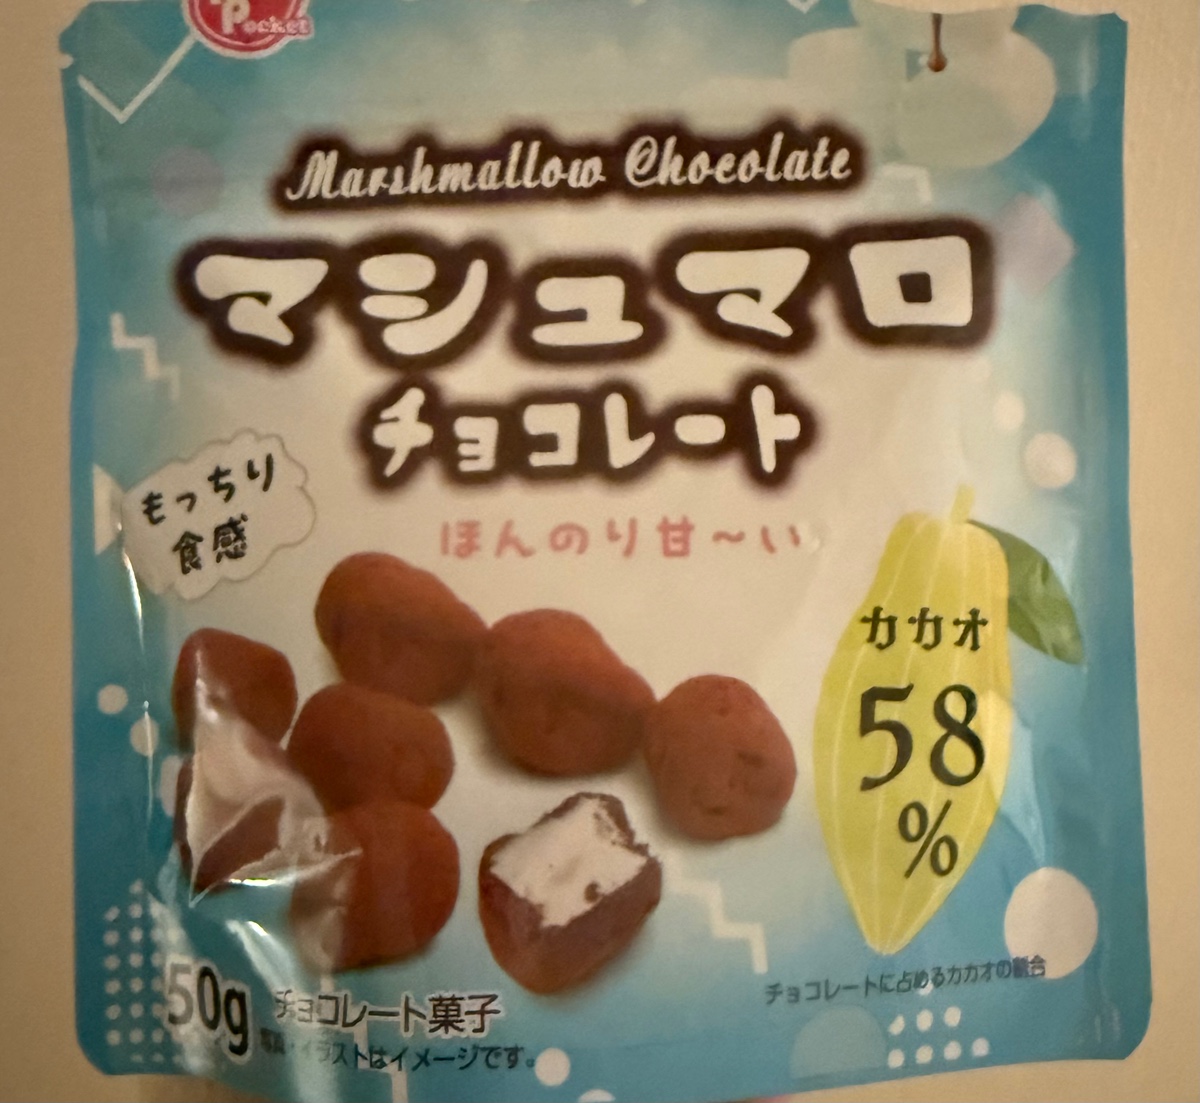 Pocket
Marshmallow Chocolate
マシュマロ
チョコレート
もっちり
食感
ほんのり甘～い
カカオ
58
%
チョコレートに占めるカカオの割合
50g チョコレート菓子
写真・イラストはイメージです。